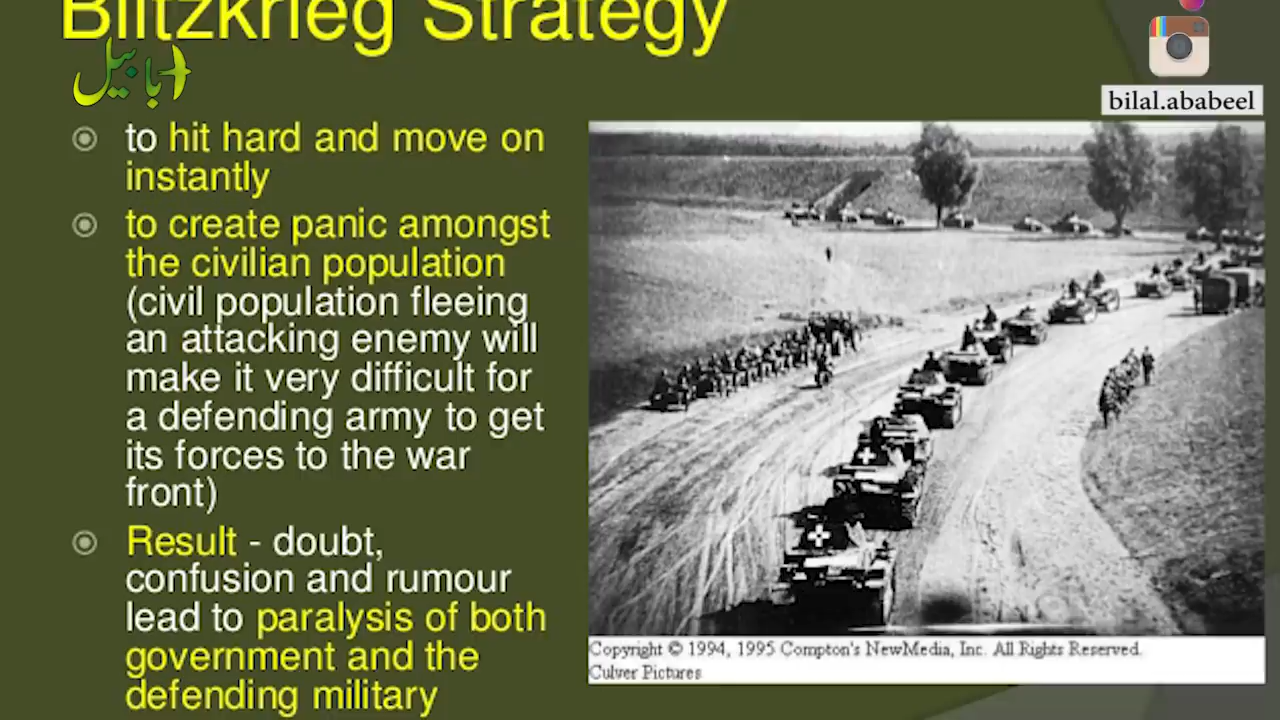 Blitzkrieg Strategy
ابابیل
bilal.ababeel
to hit hard and move on
instantly
to create panic amongst
the civilian population
(civil population fleeing
an attacking enemy will
make it very difficult for
a defending army to get
its forces to the war
front)
Result - doubt,
confusion and rumour
lead to paralysis of both
government and the
defending military
Copyright © 1994, 1995 Compton's NewMedia, Inc. All Rights Reserved.
Culver Pictures